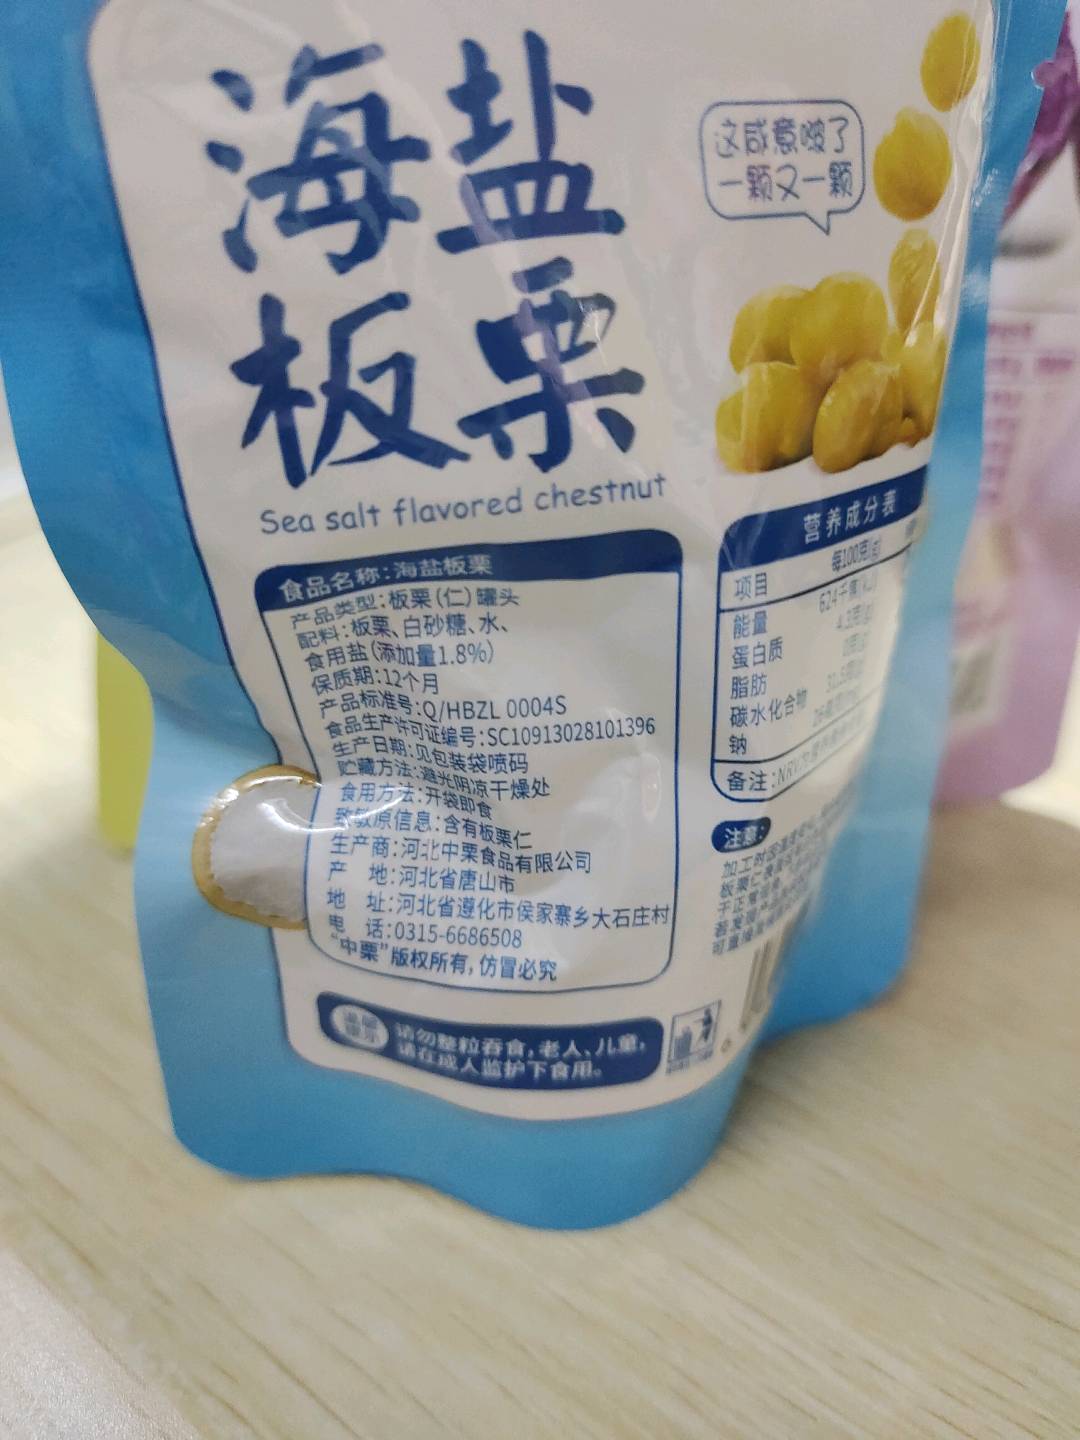 海盐
板栗
Sea salt flavored chestnut
这咸意嗖了
一颗又一颗
食品名称:海盐板栗
产品类型:板栗(仁)罐头
配料:板栗、白砂糖、水、
食用盐(添加量1.8%)
保质期:12个月
产品标准号:Q/HBZL 0004S
食品生产许可证编号:SC10913028101396
生产日期:见包装袋喷码
贮藏方法:避光阴凉干燥处
食用方法:开袋即食
致敏原信息:含有板栗仁
生产商:河北中栗食品有限公司
产 地:河北省唐山市
地 址:河北省遵化市侯家寨乡大石庄村
电 话:0315-6686508
“中栗”版权所有,仿冒必究
请勿整粒吞食,老人、儿童,
请在成人监护下食用。
营养成分表
项目 每100克(g)
能量 624千焦(kJ)
蛋白质
脂肪
碳水化合物
钠
备注:NRV
注意: